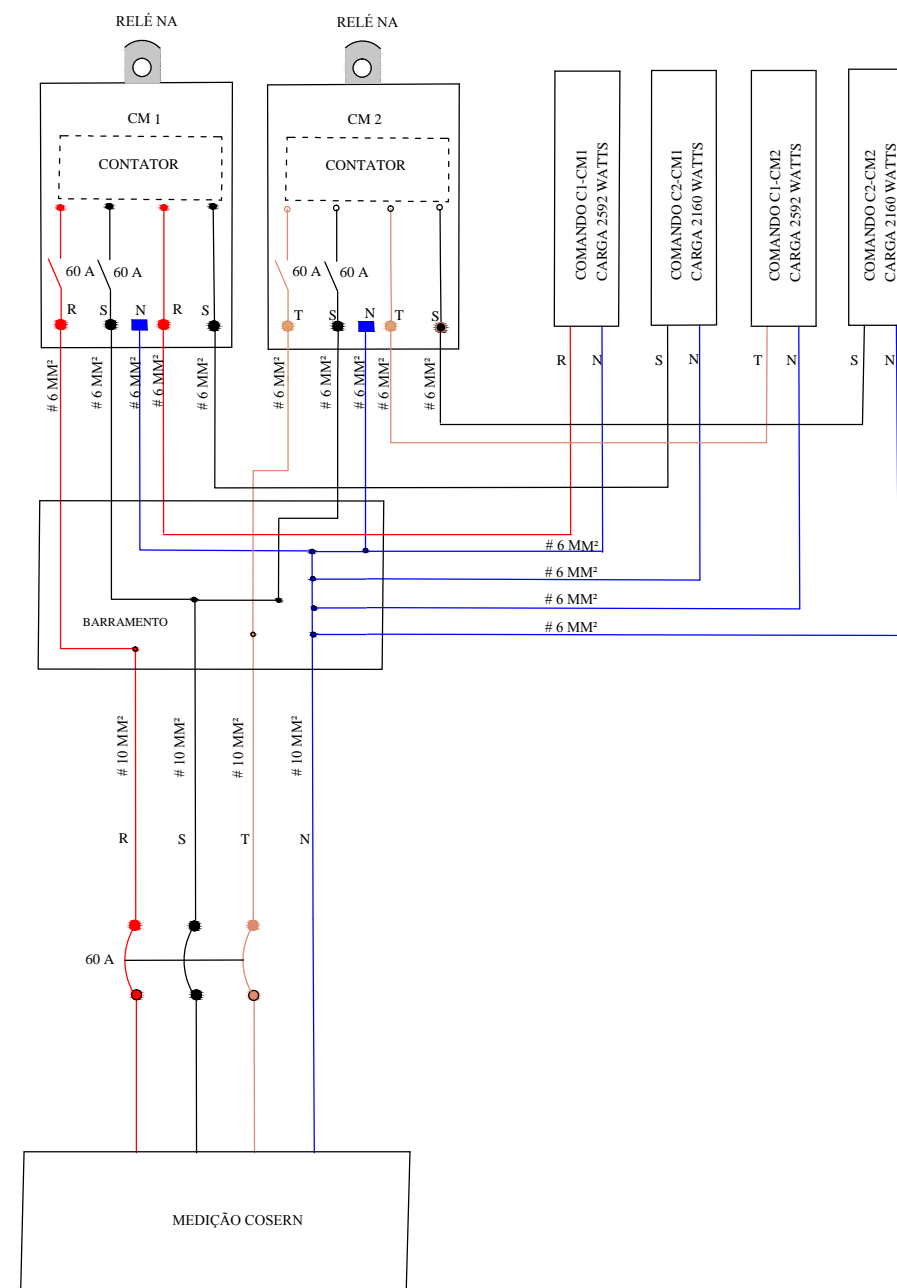 RELÉ NA
RELÉ NA
CM 1
CM 2
CONTATOR
CONTATOR
60 A
60 A
60 A
60 A
R
S
N
R
S
T
S
N
T
S
# 6 MM²
# 6 MM²
# 6 MM²
# 6 MM²
# 6 MM²
# 6 MM²
# 6 MM²
# 6 MM²
# 6 MM²
# 6 MM²
COMANDO C1-CM1
CARGA 2592 WATTS
COMANDO C2-CM1
CARGA 2160 WATTS
COMANDO C1-CM2
CARGA 2592 WATTS
COMANDO C2-CM2
CARGA 2160 WATTS
R
N
S
N
T
N
S
N
# 6 MM²
# 6 MM²
# 6 MM²
# 6 MM²
BARRAMENTO
# 10 MM²
# 10 MM²
# 10 MM²
# 10 MM²
R
S
T
N
60 A
MEDIÇÃO COSERN